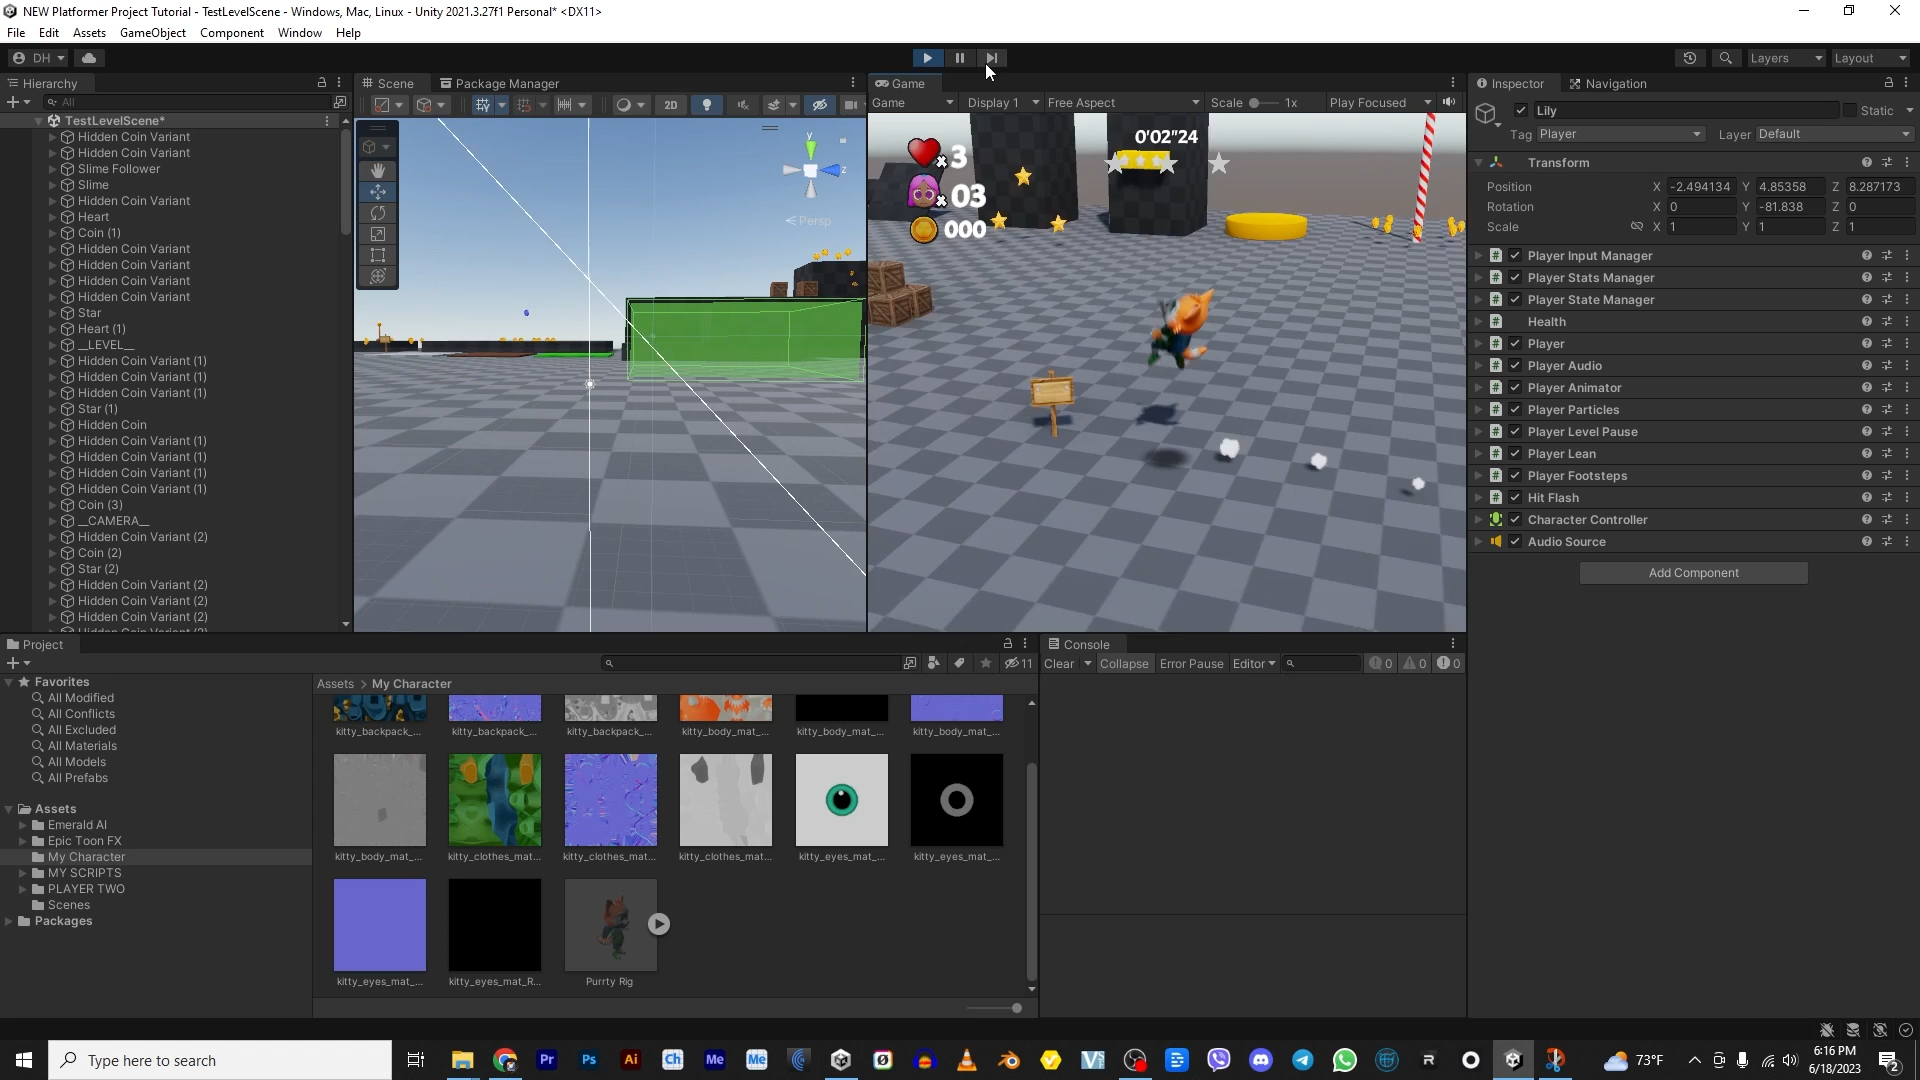 NEW Platformer Project Tutorial - TestLevelScene - Windows, Mac, Linux - Unity 2021.3.27f1 Personal* <DX11>
File Edit Assets GameObject Component Window Help
DH Layers Layout
Hierarchy
All
TestLevelScene*
Hidden Coin Variant
Hidden Coin Variant
Slime Follower
Slime
Hidden Coin Variant
Heart
Coin (1)
Hidden Coin Variant
Hidden Coin Variant
Hidden Coin Variant
Hidden Coin Variant
Star
Heart (1)
__LEVEL__
Hidden Coin Variant (1)
Hidden Coin Variant (1)
Hidden Coin Variant (1)
Star (1)
Hidden Coin
Hidden Coin Variant (1)
Hidden Coin Variant (1)
Hidden Coin Variant (1)
Hidden Coin Variant (1)
Coin (3)
__CAMERA__
Hidden Coin Variant (2)
Coin (2)
Star (2)
Hidden Coin Variant (2)
Hidden Coin Variant (2)
Hidden Coin Variant (2)
Hidden Coin Variant (2)
Scene Package Manager
2D
y
z
Persp
Game
Game Display 1 Free Aspect Scale 1x Play Focused
0'02"24
x 3
x 03
000
Inspector Navigation
Lily Static
Tag Player Layer Default
Transform
Position X -2.494134 Y 4.85358 Z 8.287173
Rotation X 0 Y -81.838 Z 0
Scale X 1 Y 1 Z 1
Player Input Manager
Player Stats Manager
Player State Manager
Health
Player
Player Audio
Player Animator
Player Particles
Player Level Pause
Player Lean
Player Footsteps
Hit Flash
Character Controller
Audio Source
Add Component
Project
11
Favorites
All Modified
All Conflicts
All Excluded
All Materials
All Models
All Prefabs
Assets
Emerald AI
Epic Toon FX
My Character
MY SCRIPTS
PLAYER TWO
Scenes
Packages
Assets > My Character
kitty_backpack_... kitty_backpack_... kitty_backpack_... kitty_body_mat_... kitty_body_mat_... kitty_body_mat_...
kitty_body_mat_... kitty_clothes_mat... kitty_clothes_mat... kitty_clothes_mat... kitty_eyes_mat_... kitty_eyes_mat_...
kitty_eyes_mat_... kitty_eyes_mat_R... Purrty Rig
Console
Clear Collapse Error Pause Editor 0 0 0
Type here to search
Pr Ps Ai Ch Me Me
73°F
6:16 PM
6/18/2023
2